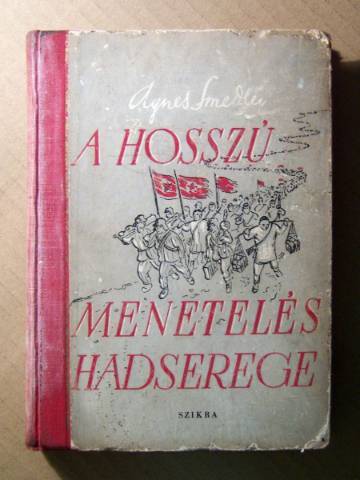 Agnes Smedley
A HOSSZÚ
MENETELÉS
HADSEREGE
SZIKRA